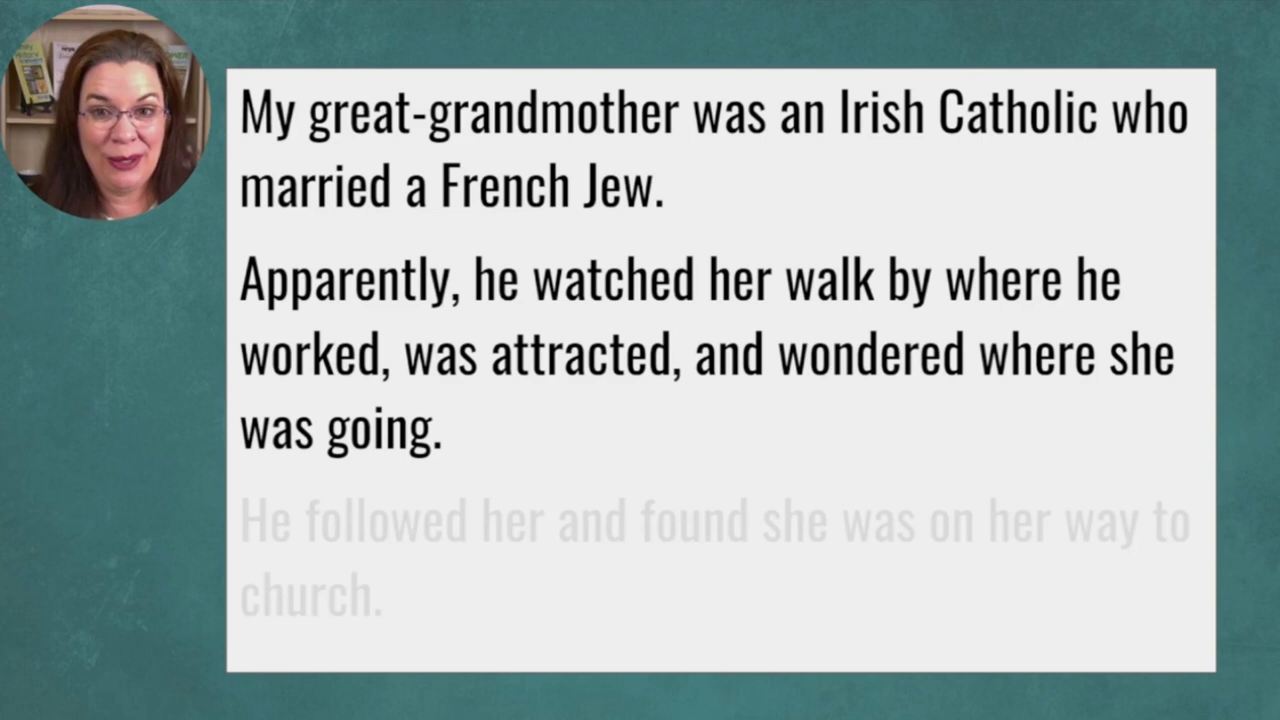 My great-grandmother was an Irish Catholic who
married a French Jew.
Apparently, he watched her walk by where he
worked, was attracted, and wondered where she
was going.
He followed her and found she was on her way to
church.